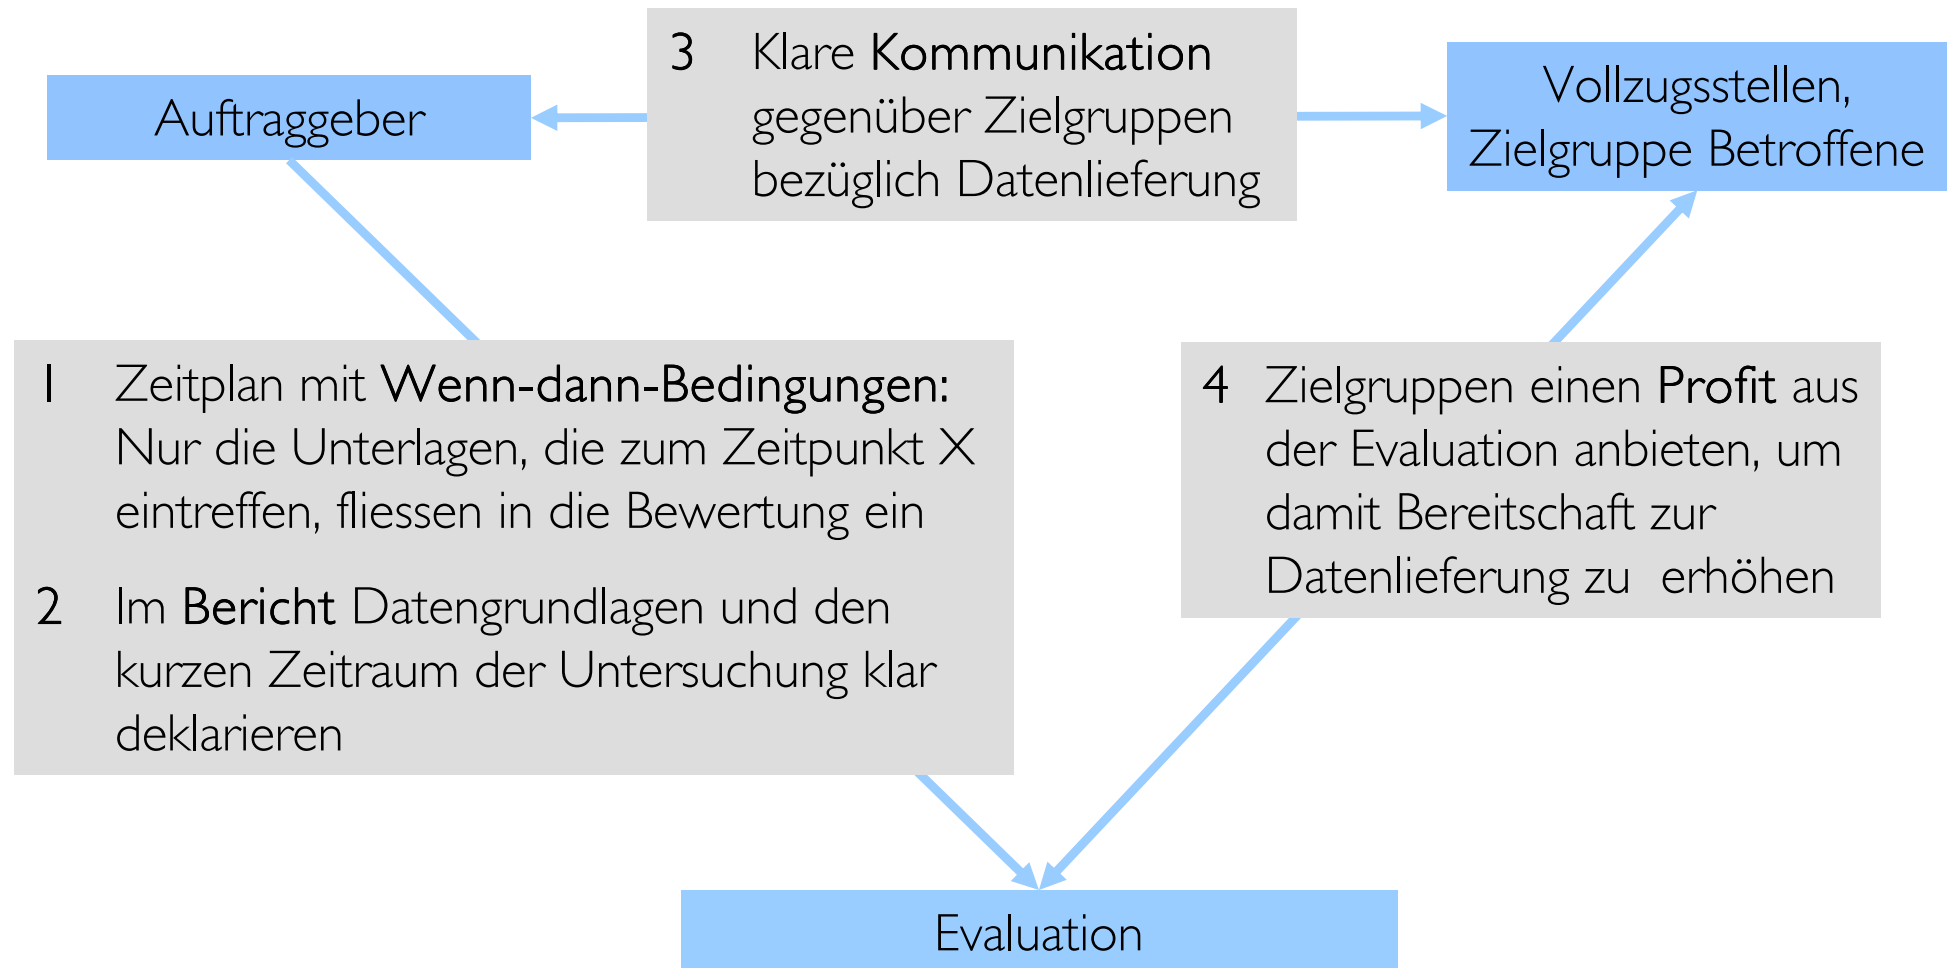 Auftraggeber
3 Klare Kommunikation
gegenüber Zielgruppen
bezüglich Datenlieferung
Vollzugsstellen,
Zielgruppe Betroffene
1 Zeitplan mit Wenn-dann-Bedingungen:
Nur die Unterlagen, die zum Zeitpunkt X
eintreffen, fliessen in die Bewertung ein
2 Im Bericht Datengrundlagen und den
kurzen Zeitraum der Untersuchung klar
deklarieren
4 Zielgruppen einen Profit aus
der Evaluation anbieten, um
damit Bereitschaft zur
Datenlieferung zu erhöhen
Evaluation